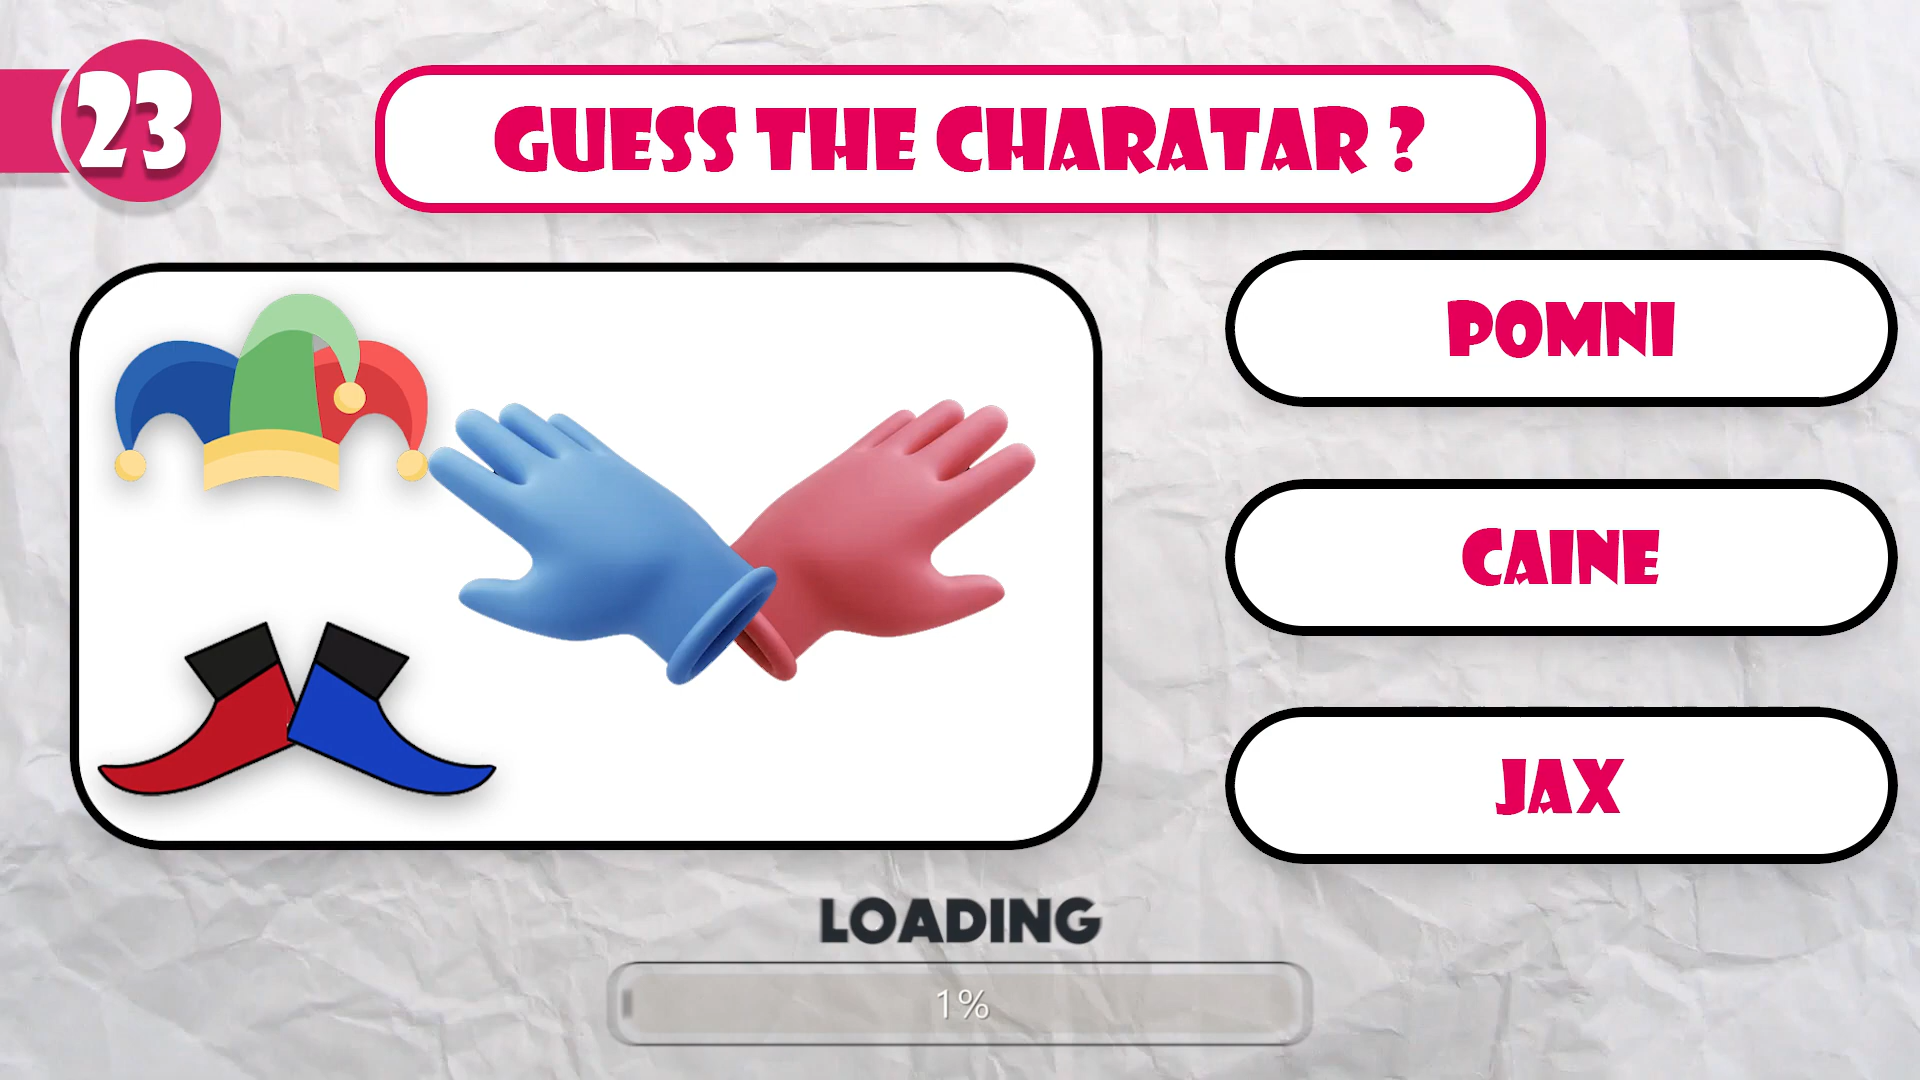 23
GUESS THE CHARATAR ?
POMNI
CAINE
JAX
LOADING
1%